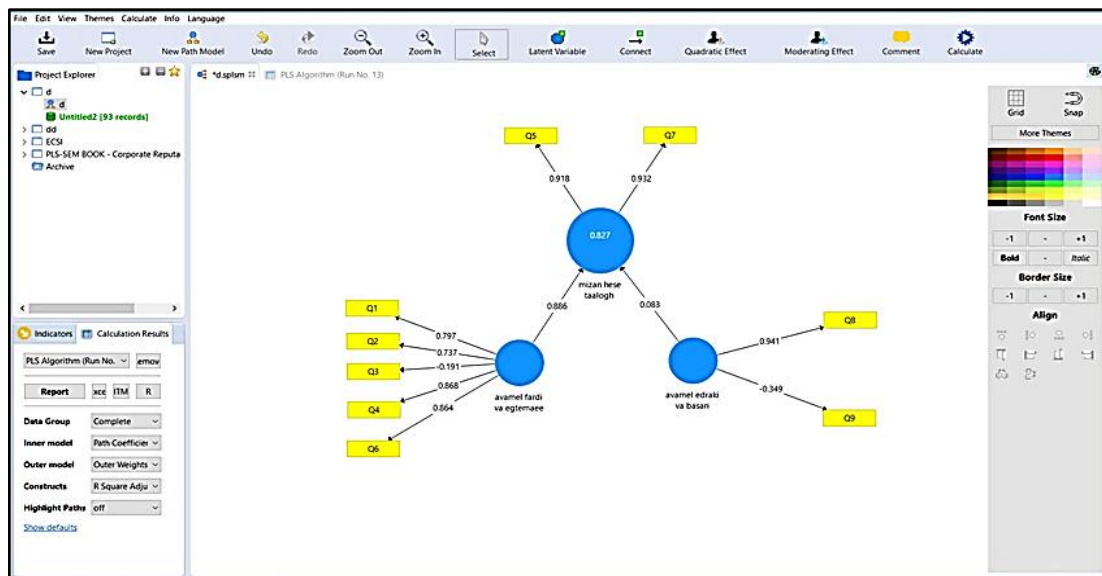 File Edit View Themes Calculate Info Language
Save New Project New Path Model Undo Redo Zoom Out Zoom In Select Latent Variable Connect Quadratic Effect Moderating Effect Comment Calculate
Project Explorer
*d.splsm PLS Algorithm (Run No. 13)
d
d
Untitled2 [93 records]
dd
ECSI
PLS-SEM BOOK - Corporate Reputa
Archive
Indicators Calculation Results
PLS Algorithm (Run No. emov
Report xce ITM R
Data Group Complete
Inner model Path Coefficier
Outer model Outer Weights
Constructs R Square Adju
Highlight Paths off
Show defaults
Q5 Q7
0.918 0.932
0.827
mizan hese
taalogh
0.886 0.083
Q1
Q2
Q3
Q4
Q6
0.797
0.737
-0.191
0.868
0.864
avamel fardi
va egtemaee
avamel edraki
va basari
Q8
0.941
-0.349
Q9
Grid Snap
More Themes
Font Size
-1 - +1
Bold - Italic
Border Size
-1 - +1
Align